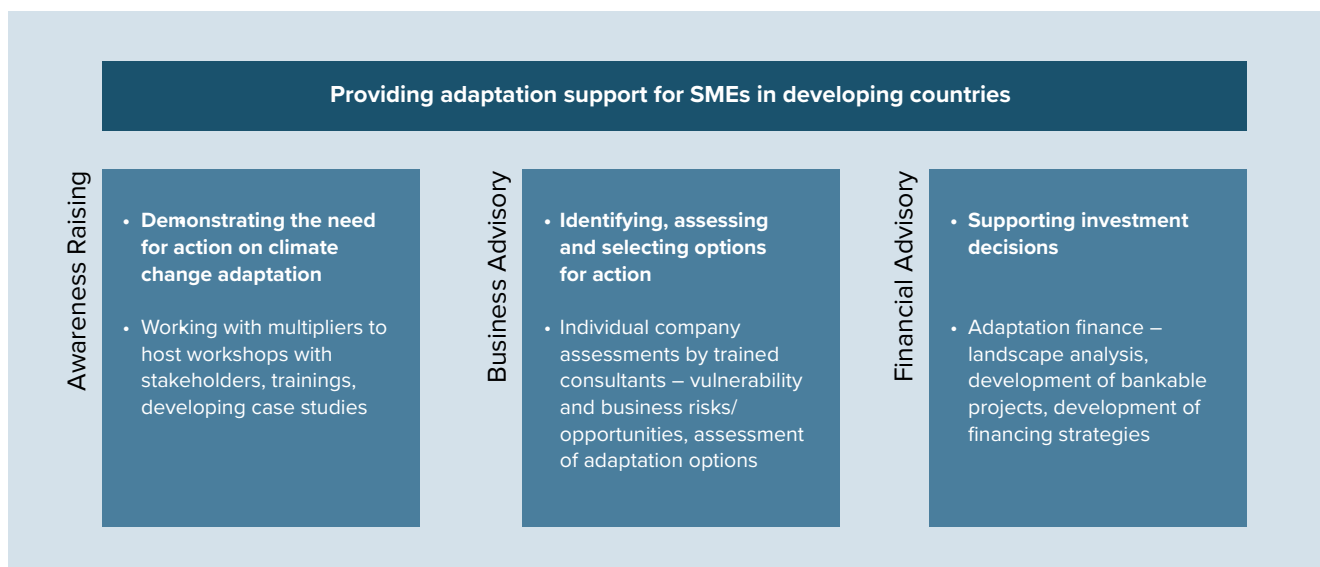 Providing adaptation support for SMEs in developing countries
Awareness Raising
• Demonstrating the need
for action on climate
change adaptation
• Working with multipliers to
host workshops with
stakeholders, trainings,
developing case studies
Business Advisory
• Identifying, assessing
and selecting options
for action
• Individual company
assessments by trained
consultants – vulnerability
and business risks/
opportunities, assessment
of adaptation options
Financial Advisory
• Supporting investment
decisions
• Adaptation finance –
landscape analysis,
development of bankable
projects, development of
financing strategies